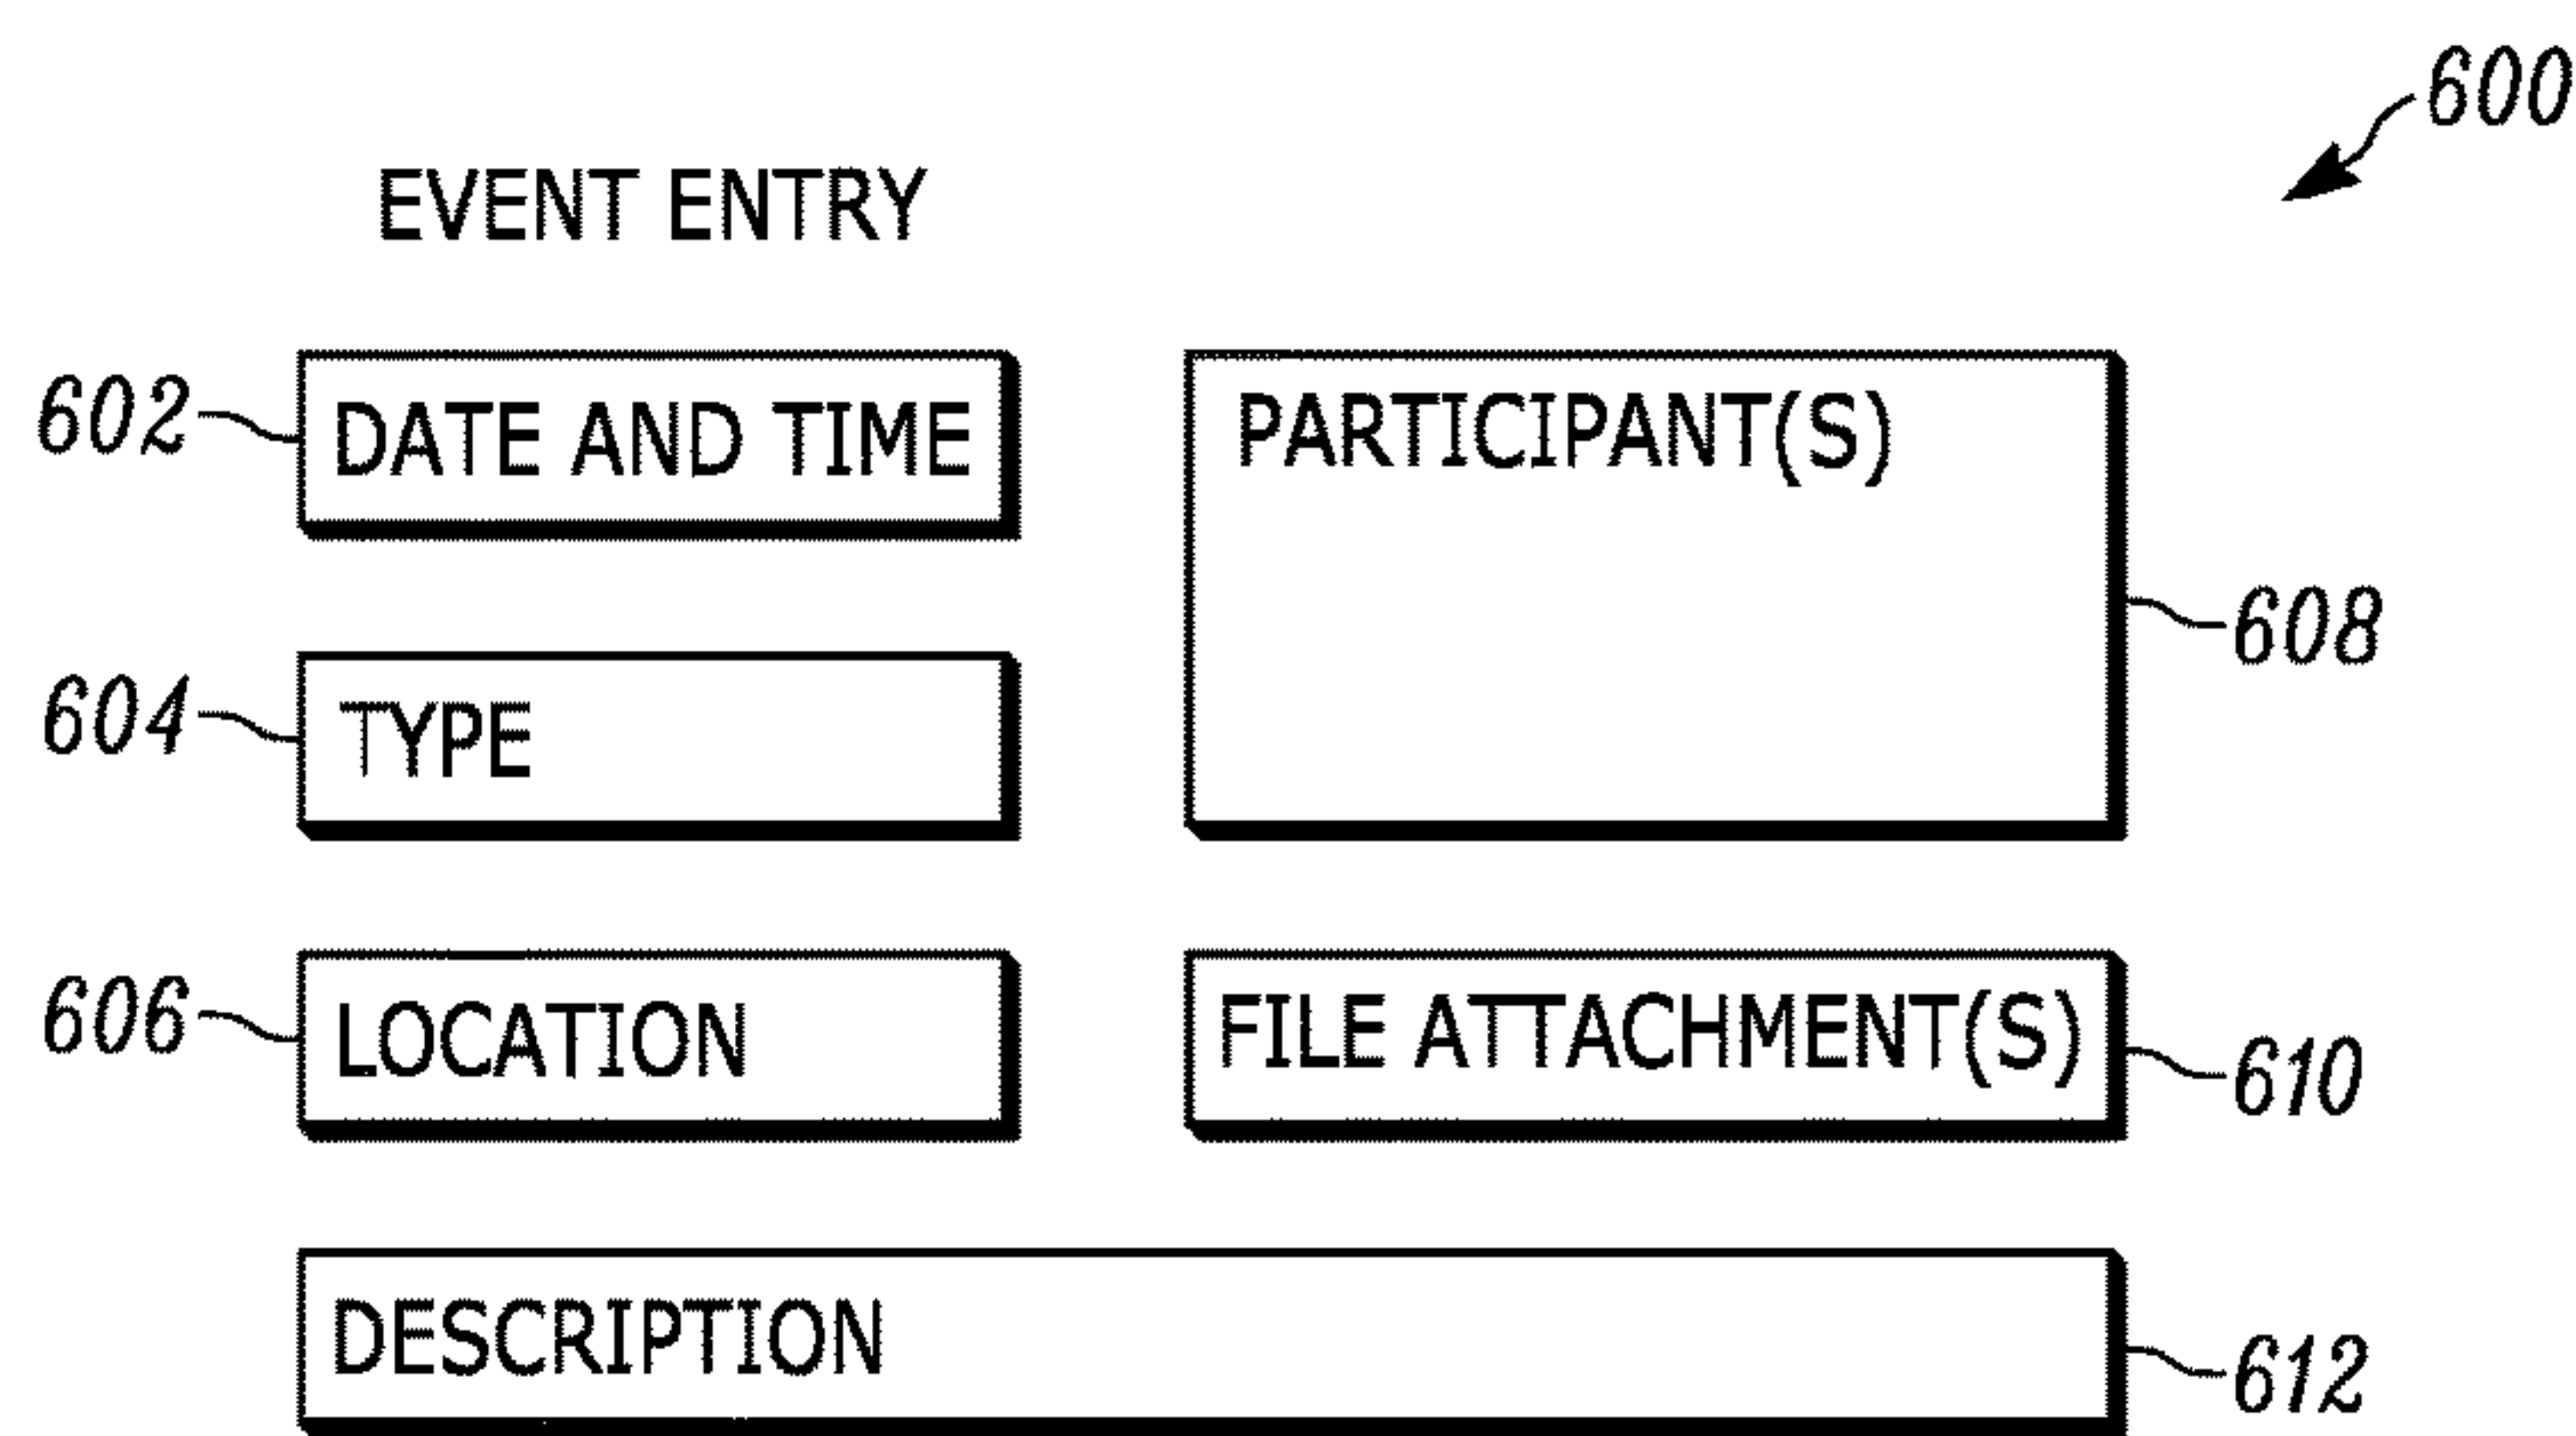 600
EVENT ENTRY
602 DATE AND TIME
PARTICIPANT(S)
608
604 TYPE
606 LOCATION
FILE ATTACHMENT(S) 610
DESCRIPTION 612